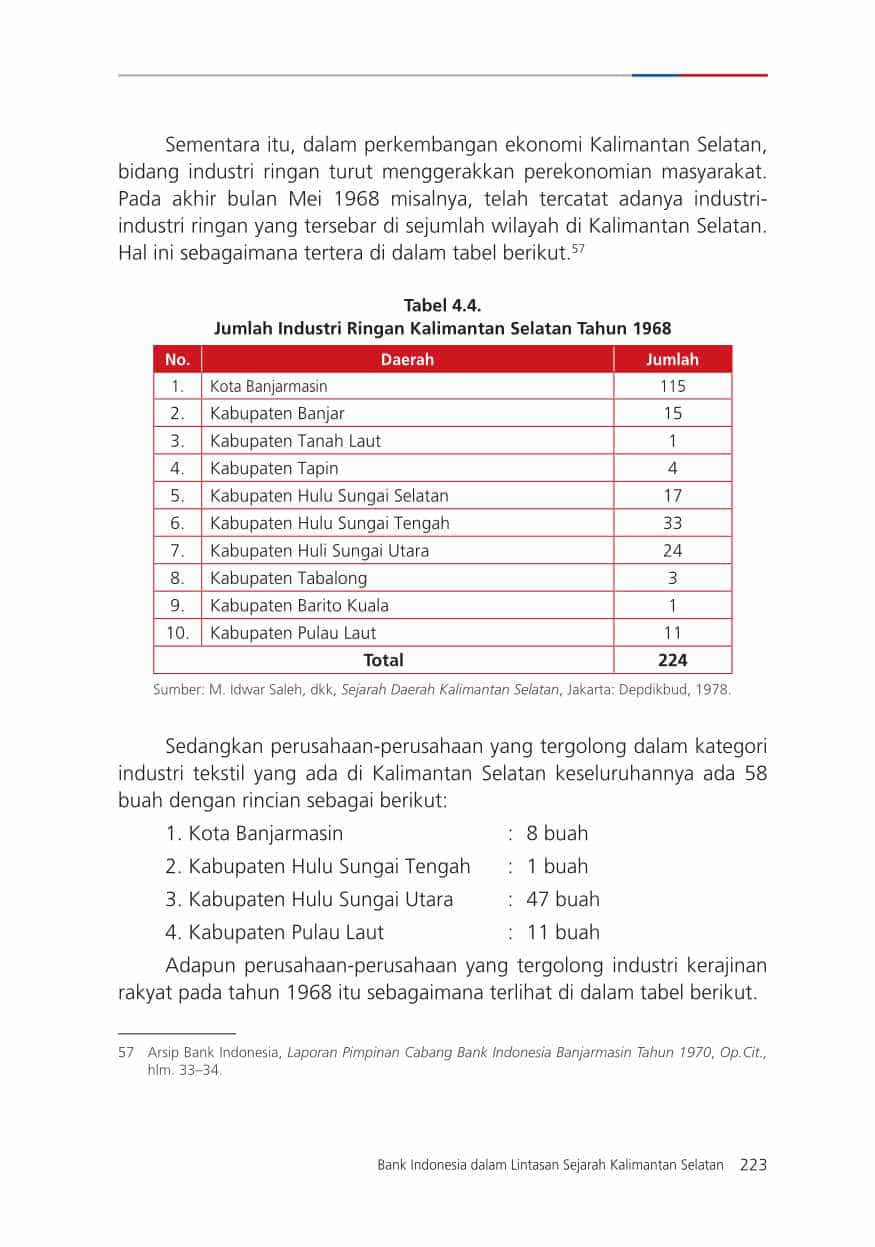 Sementara itu, dalam perkembangan ekonomi Kalimantan Selatan,
bidang industri ringan turut menggerakkan perekonomian masyarakat.
Pada akhir bulan Mei 1968 misalnya, telah tercatat adanya industri-
industri ringan yang tersebar di sejumlah wilayah di Kalimantan Selatan.
Hal ini sebagaimana tertera di dalam tabel berikut.57
Tabel 4.4.
Jumlah Industri Ringan Kalimantan Selatan Tahun 1968
No. Daerah Jumlah
1. Kota Banjarmasin 115
2. Kabupaten Banjar 15
3. Kabupaten Tanah Laut 1
4. Kabupaten Tapin 4
5. Kabupaten Hulu Sungai Selatan 17
6. Kabupaten Hulu Sungai Tengah 33
7. Kabupaten Huli Sungai Utara 24
8. Kabupaten Tabalong 3
9. Kabupaten Barito Kuala 1
10. Kabupaten Pulau Laut 11
Total 224
Sumber: M. Idwar Saleh, dkk, Sejarah Daerah Kalimantan Selatan, Jakarta: Depdikbud, 1978.
Sedangkan perusahaan-perusahaan yang tergolong dalam kategori
industri tekstil yang ada di Kalimantan Selatan keseluruhannya ada 58
buah dengan rincian sebagai berikut:
1. Kota Banjarmasin : 8 buah
2. Kabupaten Hulu Sungai Tengah : 1 buah
3. Kabupaten Hulu Sungai Utara : 47 buah
4. Kabupaten Pulau Laut : 11 buah
Adapun perusahaan-perusahaan yang tergolong industri kerajinan
rakyat pada tahun 1968 itu sebagaimana terlihat di dalam tabel berikut.
57 Arsip Bank Indonesia, Laporan Pimpinan Cabang Bank Indonesia Banjarmasin Tahun 1970, Op.Cit.,
hlm. 33–34.
Bank Indonesia dalam Lintasan Sejarah Kalimantan Selatan 223